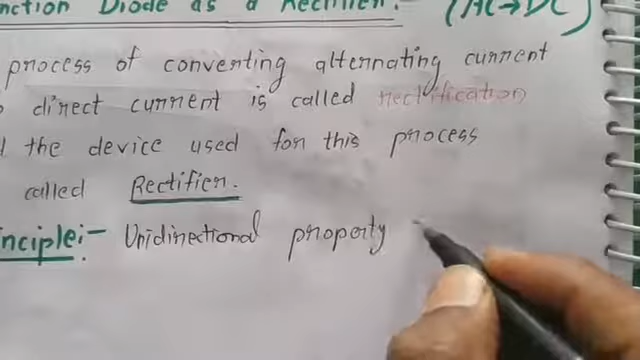 nction Diode as a Rectifier:- (AC→DC)
process of converting alternating current
direct current is called rectification
the device used for this process
called Rectifier.
inciple:- Unidirectional property